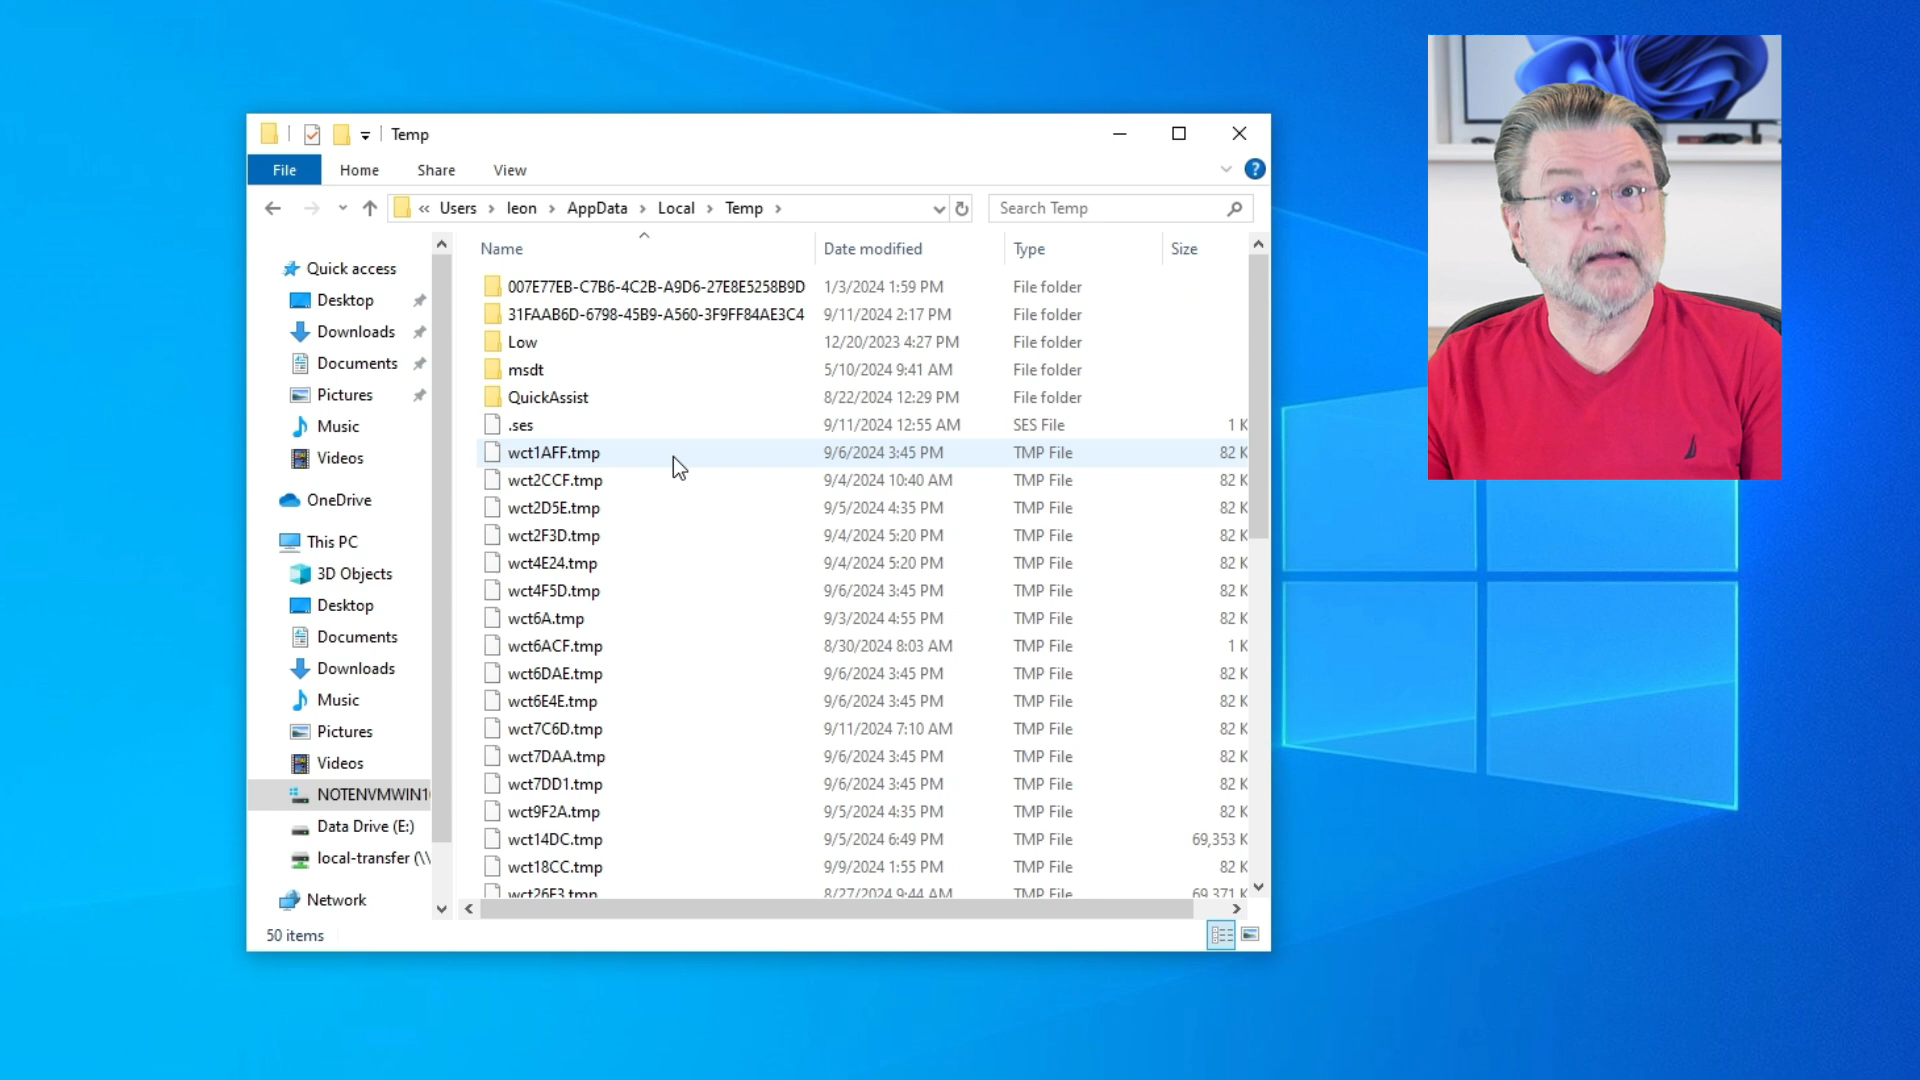 Temp
File Home Share View
« Users › leon › AppData › Local › Temp › Search Temp
Name Date modified Type Size
Quick access
Desktop
Downloads
Documents
Pictures
Music
Videos
OneDrive
This PC
3D Objects
Desktop
Documents
Downloads
Music
Pictures
Videos
NOTENVMWIN1
Data Drive (E:)
local-transfer (\\
Network
007E77EB-C7B6-4C2B-A9D6-27E8E5258B9D 1/3/2024 1:59 PM File folder
31FAAB6D-6798-45B9-A560-3F9FF84AE3C4 9/11/2024 2:17 PM File folder
Low 12/20/2023 4:27 PM File folder
msdt 5/10/2024 9:41 AM File folder
QuickAssist 8/22/2024 12:29 PM File folder
.ses 9/11/2024 12:55 AM SES File 1 K
wct1AFF.tmp 9/6/2024 3:45 PM TMP File 82 K
wct2CCF.tmp 9/4/2024 10:40 AM TMP File 82 K
wct2D5E.tmp 9/5/2024 4:35 PM TMP File 82 K
wct2F3D.tmp 9/4/2024 5:20 PM TMP File 82 K
wct4E24.tmp 9/4/2024 5:20 PM TMP File 82 K
wct4F5D.tmp 9/6/2024 3:45 PM TMP File 82 K
wct6A.tmp 9/3/2024 4:55 PM TMP File 82 K
wct6ACF.tmp 8/30/2024 8:03 AM TMP File 1 K
wct6DAE.tmp 9/6/2024 3:45 PM TMP File 82 K
wct6E4E.tmp 9/6/2024 3:45 PM TMP File 82 K
wct7C6D.tmp 9/11/2024 7:10 AM TMP File 82 K
wct7DAA.tmp 9/6/2024 3:45 PM TMP File 82 K
wct7DD1.tmp 9/6/2024 3:45 PM TMP File 82 K
wct9F2A.tmp 9/5/2024 4:35 PM TMP File 82 K
wct14DC.tmp 9/5/2024 6:49 PM TMP File 69,353 K
wct18CC.tmp 9/9/2024 1:55 PM TMP File 82 K
wct26F3.tmp 8/27/2024 9:44 AM TMP File 69,371 K
50 items